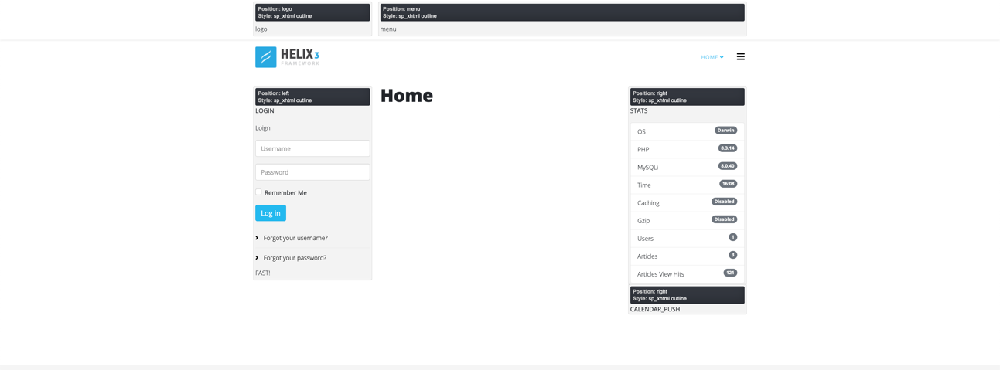 Position: logo
Style: sp_xhtml outline
logo
Position: menu
Style: sp_xhtml outline
menu
HELIX3
FRAMEWORK
HOME
Position: left
Style: sp_xhtml outline
LOGIN
Loign
Username
Password
Remember Me
Log in
Forgot your username?
Forgot your password?
FAST!
Home
Position: right
Style: sp_xhtml outline
STATS
OS Darwin
PHP 8.3.14
MySQLi 8.0.40
Time 16:08
Caching Disabled
Gzip Disabled
Users 1
Articles 3
Articles View Hits 121
Position: right
Style: sp_xhtml outline
CALENDAR_PUSH